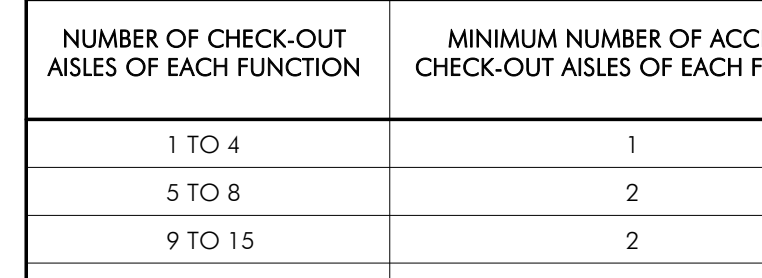 NUMBER OF CHECK-OUT
AISLES OF EACH FUNCTION
MINIMUM NUMBER OF
CHECK-OUT AISLES OF EACH
1 TO 4
1
5 TO 8
2
9 TO 15
2